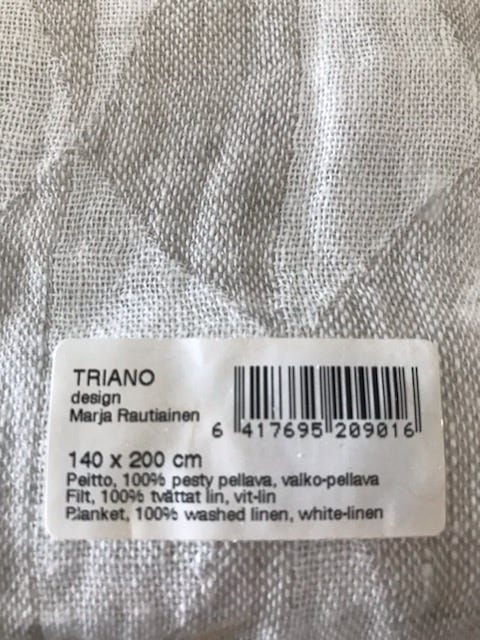 TRIANO
design
Marja Rautiainen
6 417695 209016
140 x 200 cm
Peitto, 100% pesty pellava, valko-pellava
Filt, 100% tvättat lin, vit-lin
Blanket, 100% washed linen, white-linen